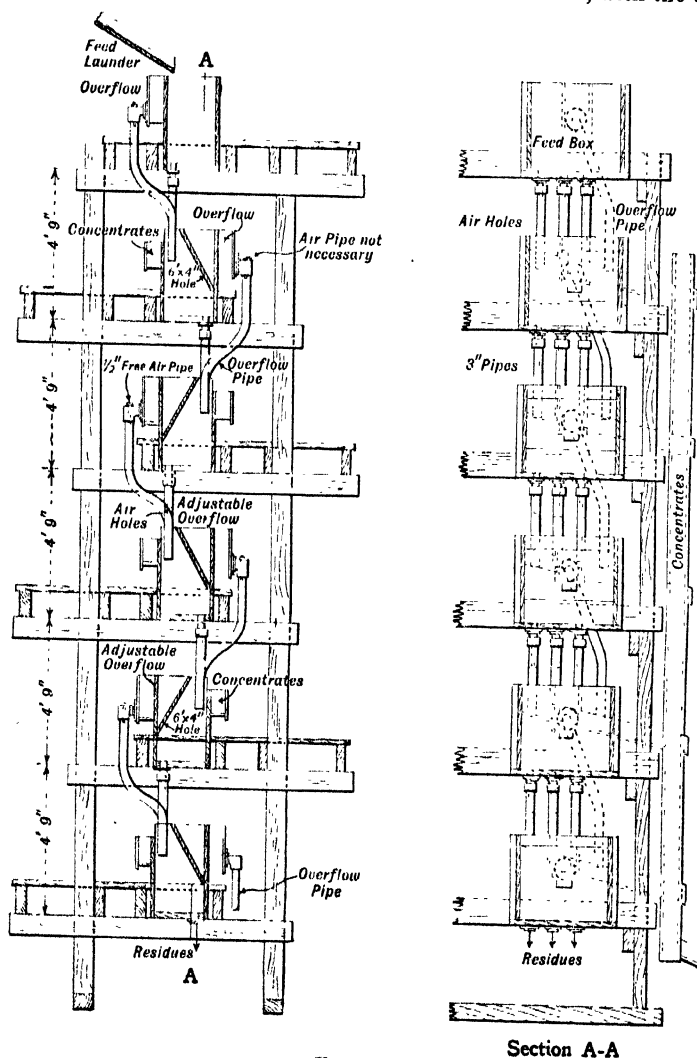 Feed
Launder
Overflow
A
Concentrates
Overflow
Air Pipe not
necessary
6'x4"
Hole
4' 9"
4' 9"
4' 9"
4' 9"
4' 9"
½" Free Air Pipe
Overflow
Pipe
Air
Holes
Adjustable
Overflow
Adjustable
Overflow
Concentrates
6'x4"
Hole
Overflow
Pipe
Residues
A
Feed Box
Air Holes
Overflow
Pipe
3" Pipes
Concentrates
Residues
Section A-A